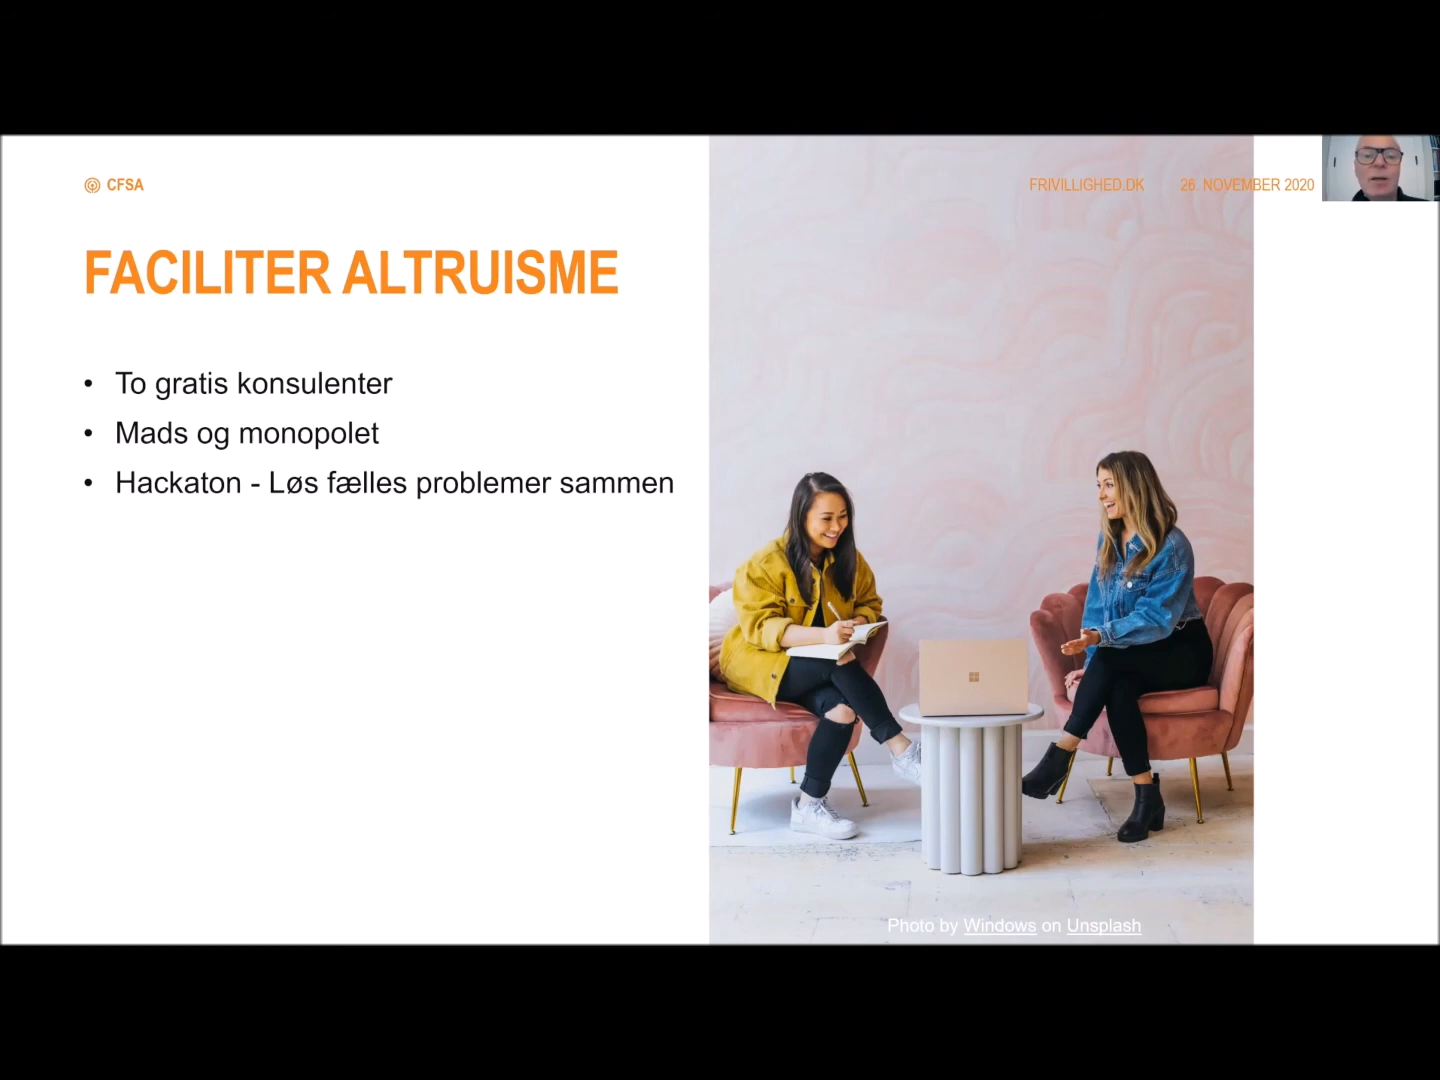 CFSA
FRIVILLIGHED.DK
26. NOVEMBER 2020
FACILITER ALTRUISME
• To gratis konsulenter
• Mads og monopolet
• Hackaton - Løs fælles problemer sammen
Photo by Windows on Unsplash